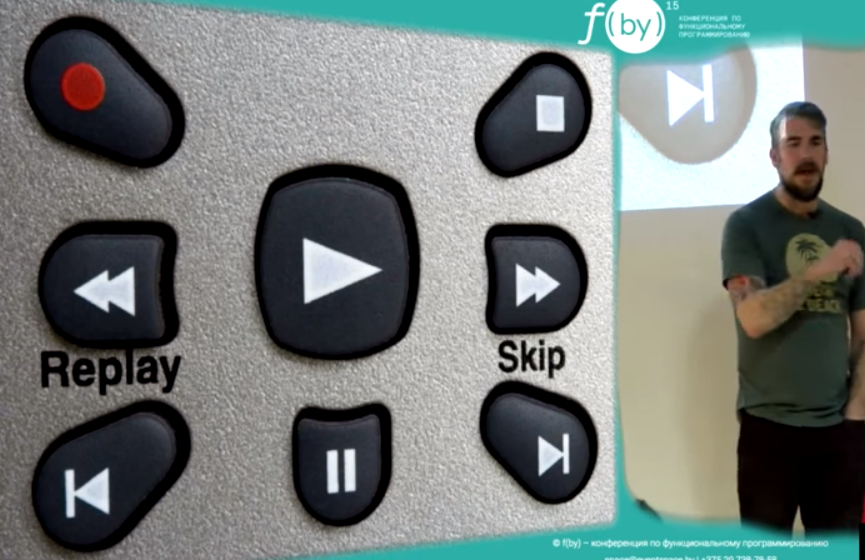 f(by) 15
КОНФЕРЕНЦИЯ ПО
ФУНКЦИОНАЛЬНОМУ
ПРОГРАММИРОВАНИЮ
Replay
Skip
© f(by) – конференция по функциональному программированию